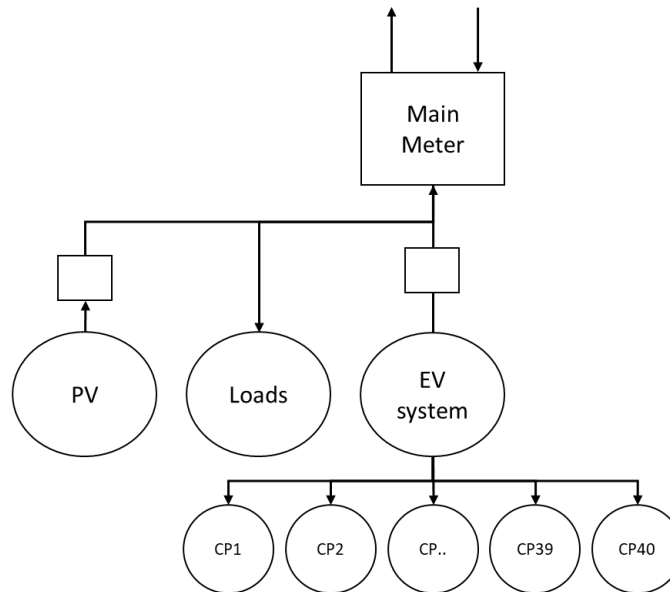 Main
Meter
PV
Loads
EV
system
CP1
CP2
CP..
CP39
CP40